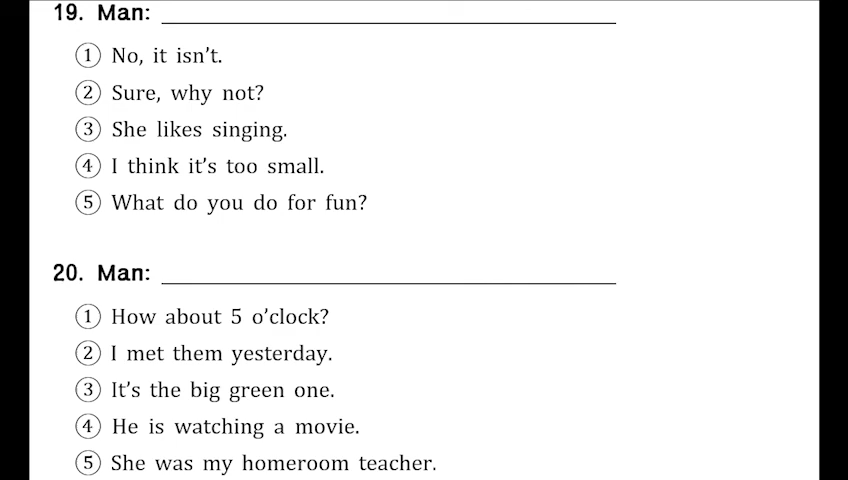 19. Man:
① No, it isn't.
② Sure, why not?
③ She likes singing.
④ I think it's too small.
⑤ What do you do for fun?
20. Man:
① How about 5 o'clock?
② I met them yesterday.
③ It's the big green one.
④ He is watching a movie.
⑤ She was my homeroom teacher.